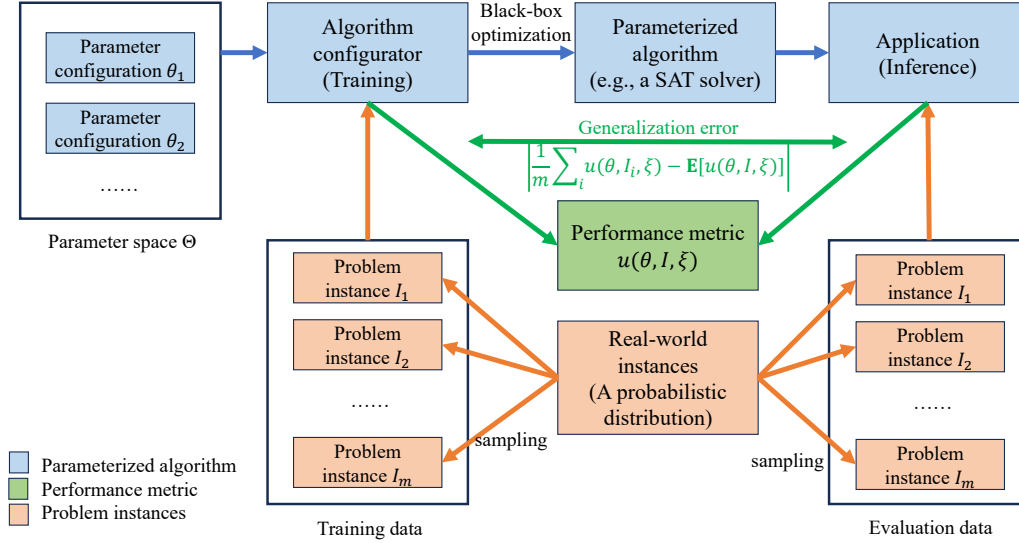 Parameter
configuration θ₁
Parameter
configuration θ₂
……
Parameter space Θ
Algorithm
configurator
(Training)
Black-box
optimization
Parameterized
algorithm
(e.g., a SAT solver)
Application
(Inference)
Generalization error
|1/m ∑ᵢ u(θ, Iᵢ, ξ) − E[u(θ, I, ξ)]|
Performance metric
u(θ, I, ξ)
Problem
instance I₁
Problem
instance I₂
……
Problem
instance Iₘ
Training data
Real-world
instances
(A probabilistic
distribution)
sampling
sampling
Problem
instance I₁
Problem
instance I₂
……
Problem
instance Iₘ
Evaluation data
Parameterized algorithm
Performance metric
Problem instances